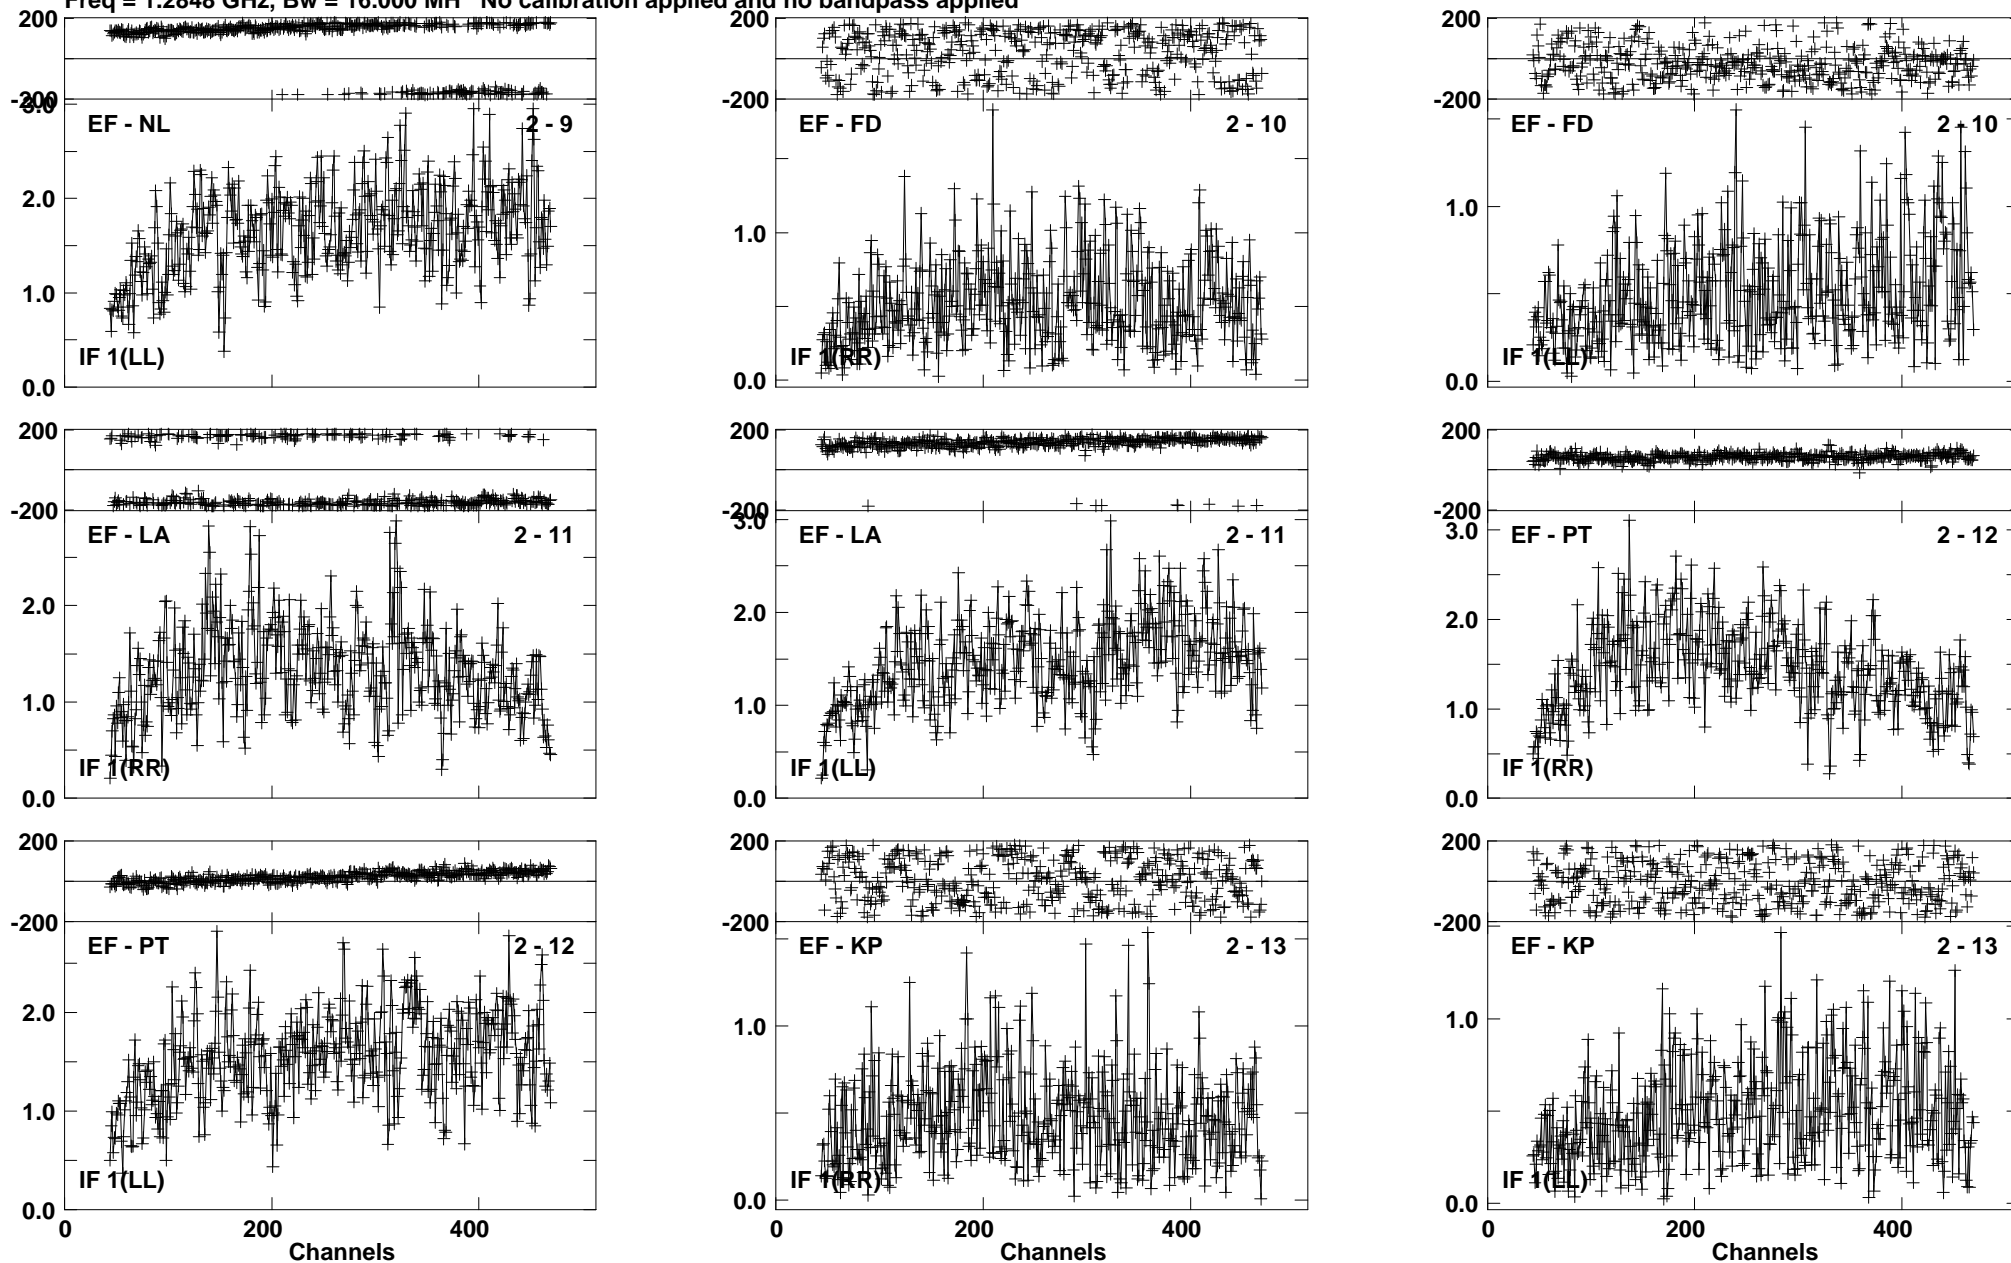 Freq = 1.2848 GHz, Bw = 16.000 MH No calibration applied and no bandpass applied
200
-200
3.0
2.0
1.0
0.0
EF - NL
2 - 9
IF 1(LL)
200
-200
1.0
0.0
EF - FD
2 - 10
IF 1(RR)
200
-200
1.0
0.0
EF - FD
2 - 10
IF 1(LL)
200
-200
2.0
1.0
0.0
EF - LA
2 - 11
IF 1(RR)
200
-200
3.0
2.0
1.0
0.0
EF - LA
2 - 11
IF 1(LL)
200
-200
3.0
2.0
1.0
0.0
EF - PT
2 - 12
IF 1(RR)
200
-200
2.0
1.0
0.0
EF - PT
2 - 12
IF 1(LL)
0 200 400
Channels
200
-200
1.0
0.0
EF - KP
2 - 13
IF 1(RR)
0 200 400
Channels
200
-200
1.0
0.0
EF - KP
2 - 13
IF 1(LL)
0 200 400
Channels